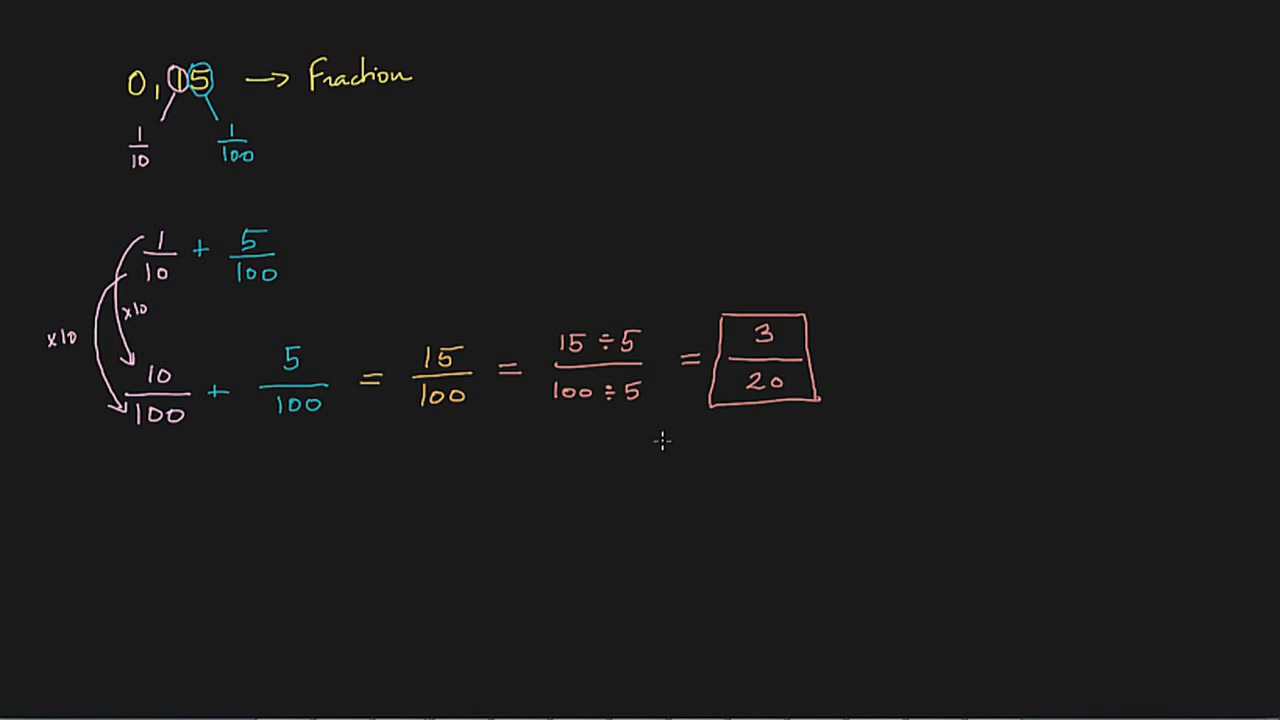 0,15 → Fraction
1/10 1/100
1/10 + 5/100
x10 x10
10/100 + 5/100 = 15/100 = 15 ÷ 5/100 ÷ 5 = 3/20